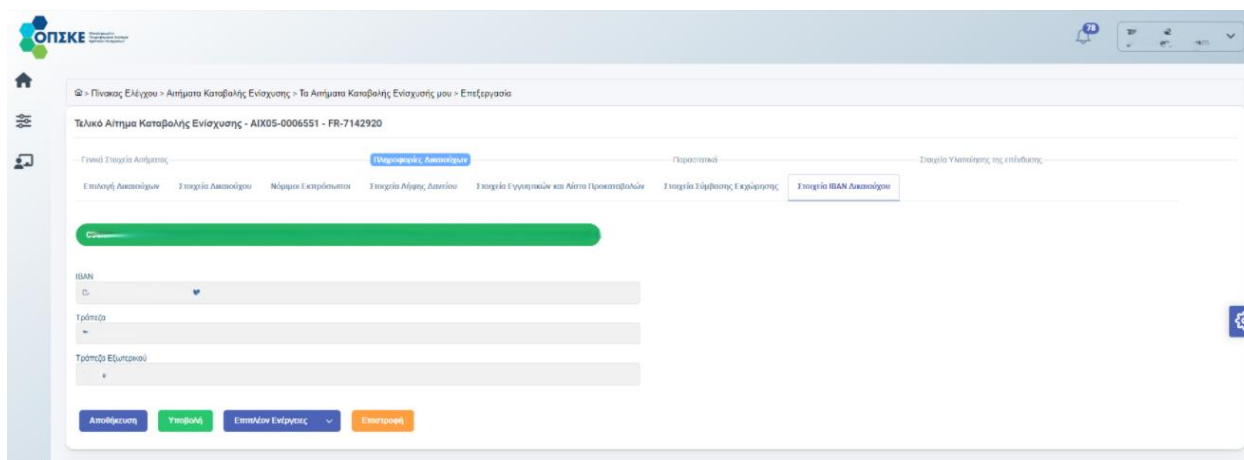 ΟΠΣΚΕ
78
> Πίνακας Ελέγχου > Αιτήματα Καταβολής Ενίσχυσης > Τα Αιτήματα Καταβολής Ενίσχυσής μου > Επεξεργασία
Τελικό Αίτημα Καταβολής Ενίσχυσης - ΑΙΧ05-0006551 - FR-7142920
Γενικά Στοιχεία Αιτήματος Πληροφορίες Δικαιούχων Παραστατικά Στοιχεία Υλοποίησης της επένδυσης
Επιλογή Δικαιούχων Στοιχεία Δικαιούχου Νόμιμοι Εκπρόσωποι Στοιχεία Λήψης Δανείου Στοιχεία Εγγυητικών και Λίστα Προκαταβολών Στοιχεία Σύμβασης Εκχώρησης Στοιχεία IBAN Δικαιούχου
IBAN
Τράπεζα
Τράπεζα Εξωτερικού
Αποθήκευση Υποβολή Επιπλέον Ενέργειες Επιστροφή